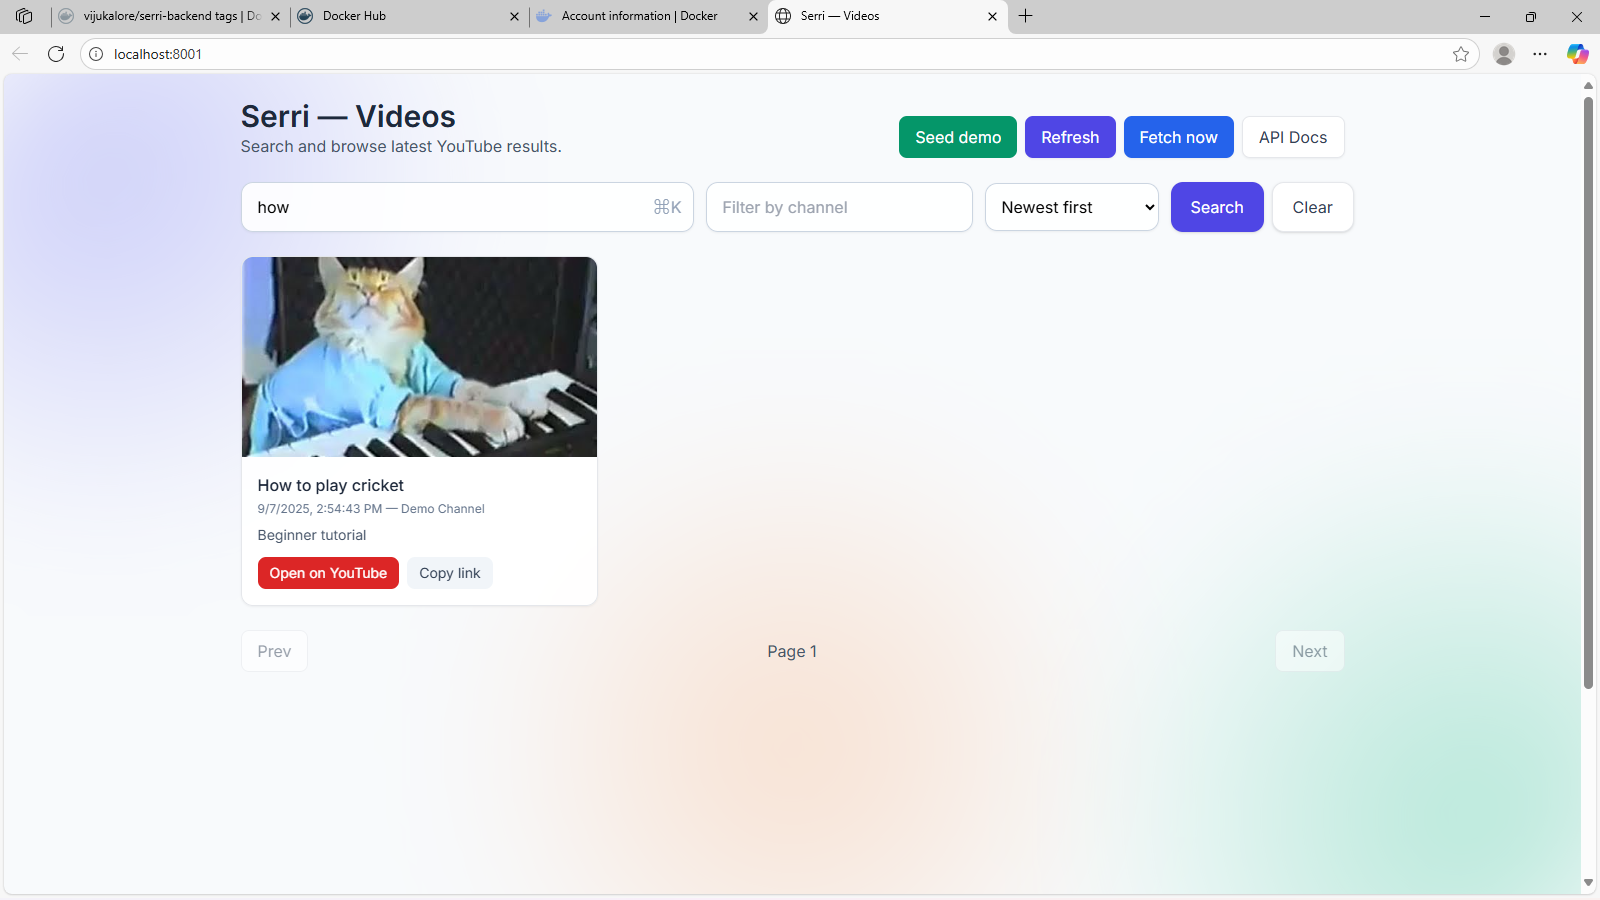 vijukalore/serri-backend tags | Do
Docker Hub
Account information | Docker
Serri — Videos
localhost:8001
Serri — Videos
Search and browse latest YouTube results.
Seed demo
Refresh
Fetch now
API Docs
how
⌘K
Filter by channel
Newest first
Search
Clear
How to play cricket
9/7/2025, 2:54:43 PM — Demo Channel
Beginner tutorial
Open on YouTube
Copy link
Prev
Page 1
Next